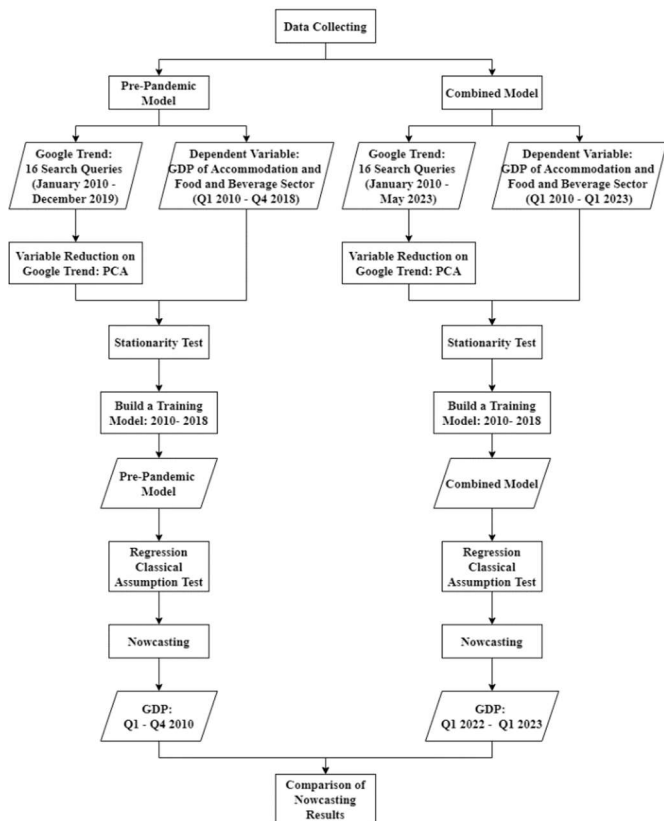 Data Collecting
Pre-Pandemic
Model
Combined Model
Google Trend:
16 Search Queries
(January 2010 -
December 2019)
Dependent Variable:
GDP of Accommodation and
Food and Beverage Sector
(Q1 2010 - Q4 2018)
Google Trend:
16 Search Queries
(January 2010 -
May 2023)
Dependent Variable:
GDP of Accommodation and
Food and Beverage Sector
(Q1 2010 - Q1 2023)
Variable Reduction on
Google Trend: PCA
Variable Reduction on
Google Trend: PCA
Stationarity Test
Stationarity Test
Build a Training
Model: 2010- 2018
Build a Training
Model: 2010- 2018
Pre-Pandemic
Model
Combined Model
Regression
Classical
Assumption Test
Regression
Classical
Assumption Test
Nowcasting
Nowcasting
GDP:
Q1 - Q4 2010
GDP:
Q1 2022 - Q1 2023
Comparison of
Nowcasting
Results